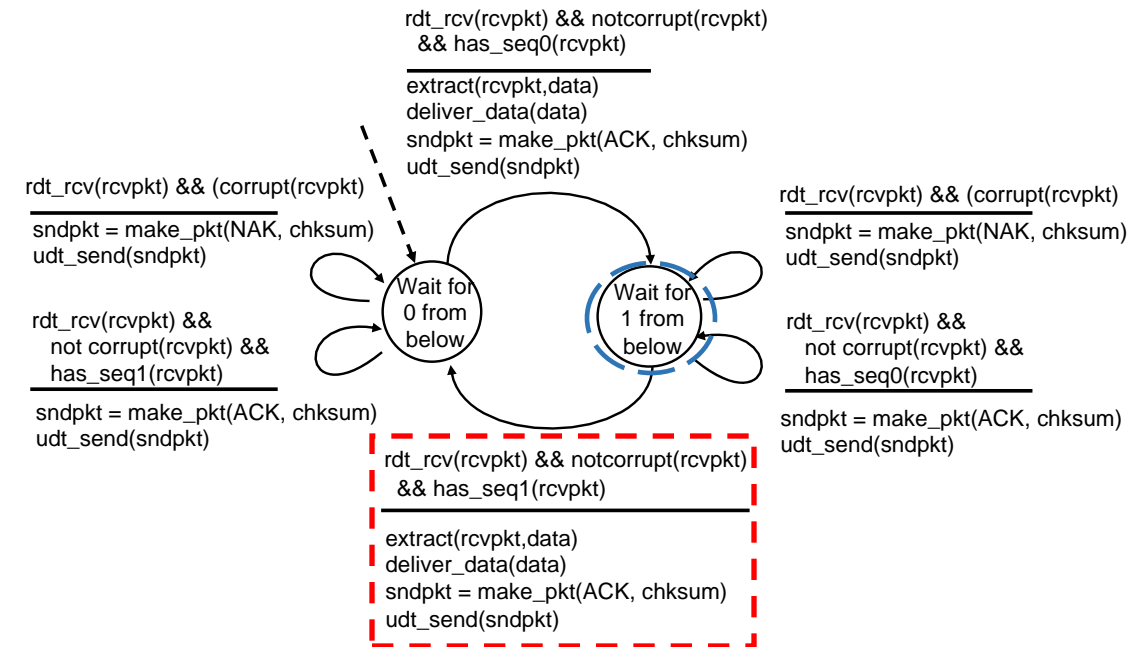 rdt_rcv(rcvpkt) && notcorrupt(rcvpkt)
&& has_seq0(rcvpkt)
extract(rcvpkt,data)
deliver_data(data)
sndpkt = make_pkt(ACK, chksum)
udt_send(sndpkt)
rdt_rcv(rcvpkt) && (corrupt(rcvpkt)
sndpkt = make_pkt(NAK, chksum)
udt_send(sndpkt)
rdt_rcv(rcvpkt) &&
not corrupt(rcvpkt) &&
has_seq1(rcvpkt)
sndpkt = make_pkt(ACK, chksum)
udt_send(sndpkt)
Wait for
0 from
below
Wait for
1 from
below
rdt_rcv(rcvpkt) && (corrupt(rcvpkt)
sndpkt = make_pkt(NAK, chksum)
udt_send(sndpkt)
rdt_rcv(rcvpkt) &&
not corrupt(rcvpkt) &&
has_seq0(rcvpkt)
sndpkt = make_pkt(ACK, chksum)
udt_send(sndpkt)
rdt_rcv(rcvpkt) && notcorrupt(rcvpkt)
&& has_seq1(rcvpkt)
extract(rcvpkt,data)
deliver_data(data)
sndpkt = make_pkt(ACK, chksum)
udt_send(sndpkt)